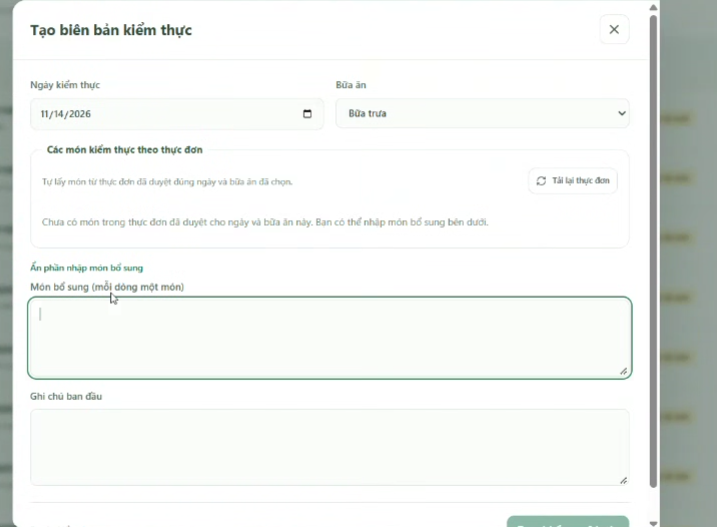 Tạo biên bản kiểm thực
Ngày kiểm thực
Bữa ăn
11/14/2026
Bữa trưa
Các món kiểm thực theo thực đơn
Tự lấy món từ thực đơn đã duyệt đúng ngày và bữa ăn đã chọn.
Tải lại thực đơn
Chưa có món trong thực đơn đã duyệt cho ngày và bữa ăn này. Bạn có thể nhập món bổ sung bên dưới.
Ẩn phần nhập món bổ sung
Món bổ sung (mỗi dòng một món)
Ghi chú ban đầu